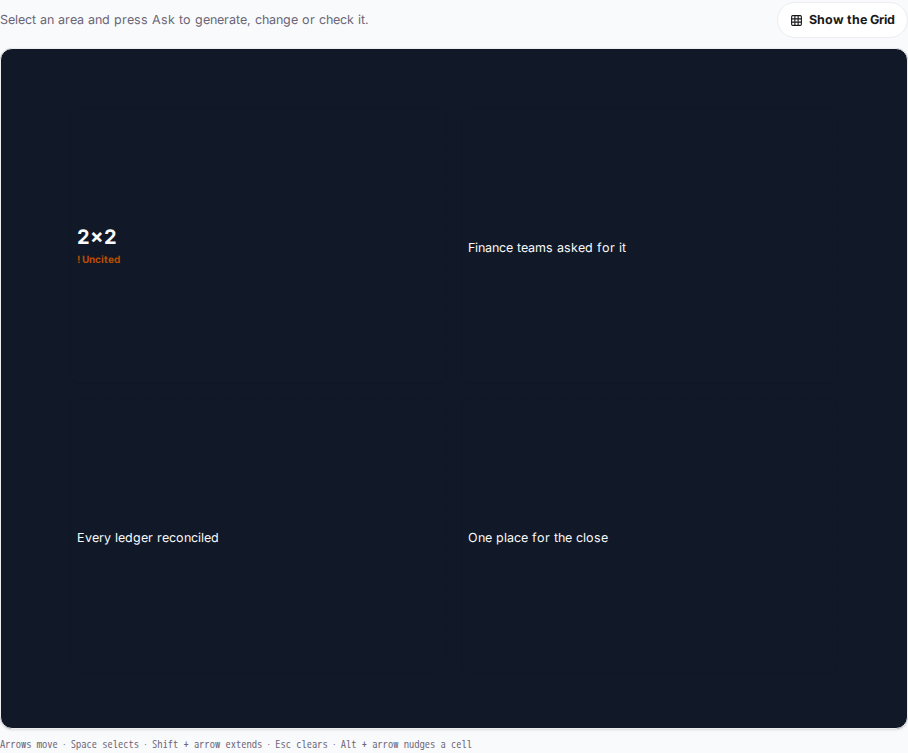 Select an area and press Ask to generate, change or check it.
Show the Grid
2×2
! Uncited
Finance teams asked for it
Every ledger reconciled
One place for the close
Arrows move · Space selects · Shift + arrow extends · Esc clears · Alt + arrow nudges a cell